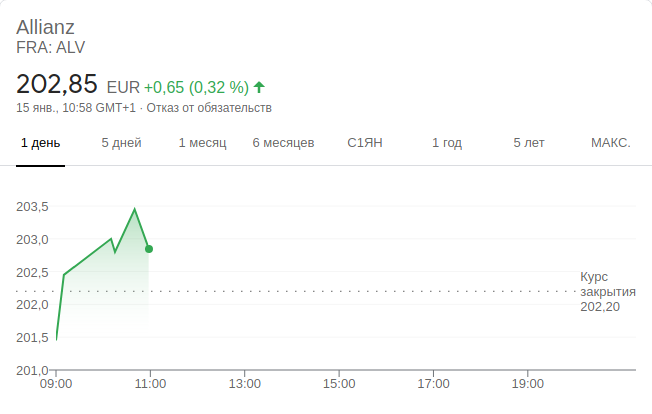 Allianz
FRA: ALV
202,85 EUR +0,65 (0,32 %)
15 янв., 10:58 GMT+1 · Отказ от обязательств
1 день 5 дней 1 месяц 6 месяцев С1ЯН 1 год 5 лет МАКС.
203,5
203,0
202,5
202,0
201,5
201,0
Курс
закрытия
202,20
09:00 11:00 13:00 15:00 17:00 19:00